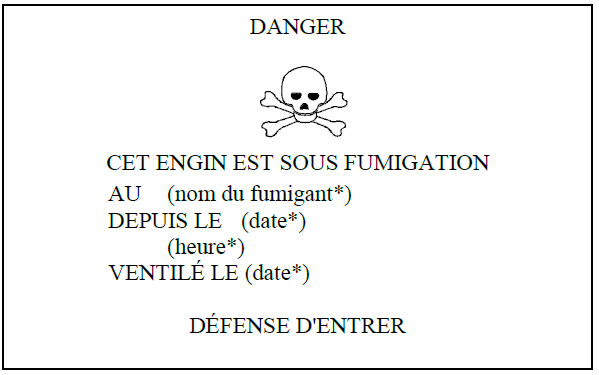 DANGER
CET ENGIN EST SOUS FUMIGATION
AU (nom du fumigant*)
DEPUIS LE (date*)
(heure*)
VENTILÉ LE (date*)
DÉFENSE D'ENTRER